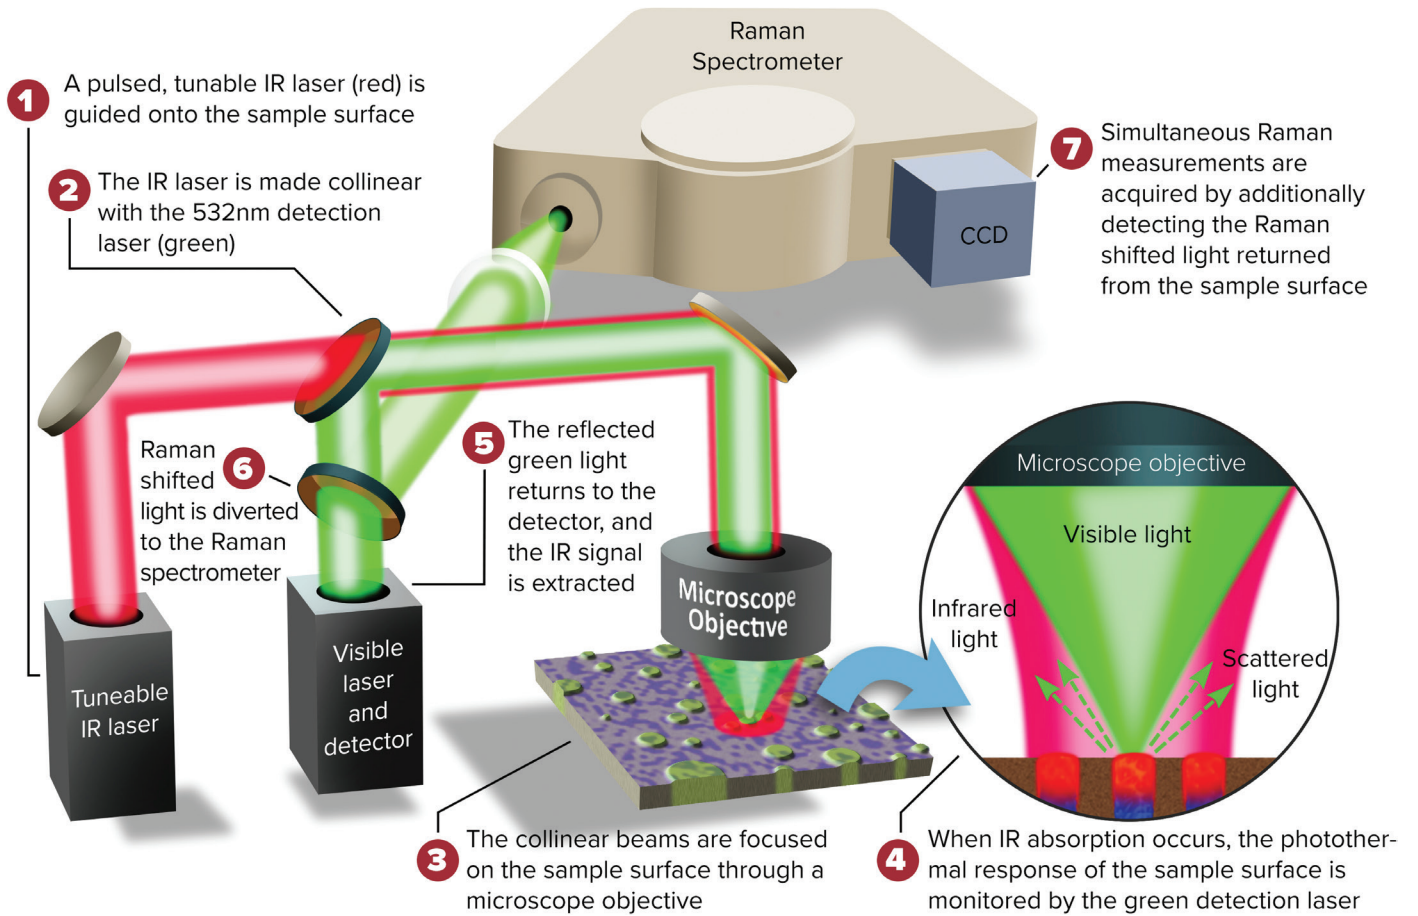 Raman
Spectrometer
1
A pulsed, tunable IR laser (red) is
guided onto the sample surface
2
The IR laser is made collinear
with the 532nm detection
laser (green)
7
Simultaneous Raman
measurements are
acquired by additionally
detecting the Raman
shifted light returned
from the sample surface
CCD
6
Raman
shifted
light is diverted
to the Raman
spectrometer
5
The reflected
green light
returns to the
detector, and
the IR signal
is extracted
Microscope
Objective
Tuneable
IR laser
Visible
laser
and
detector
Microscope objective
Visible light
Infrared
light
Scattered
light
3
The collinear beams are focused
on the sample surface through a
microscope objective
4
When IR absorption occurs, the photother-
mal response of the sample surface is
monitored by the green detection laser